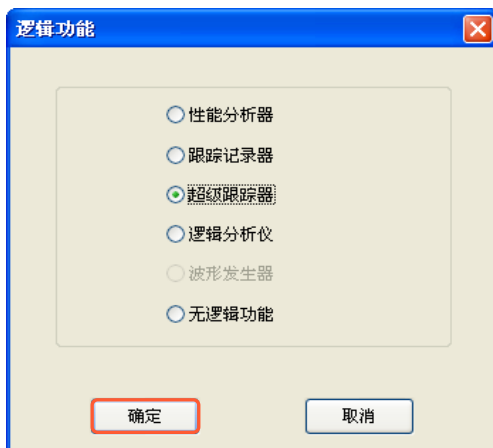 逻辑功能
性能分析器
跟踪记录器
超级跟踪器
逻辑分析仪
波形发生器
无逻辑功能
确定
取消